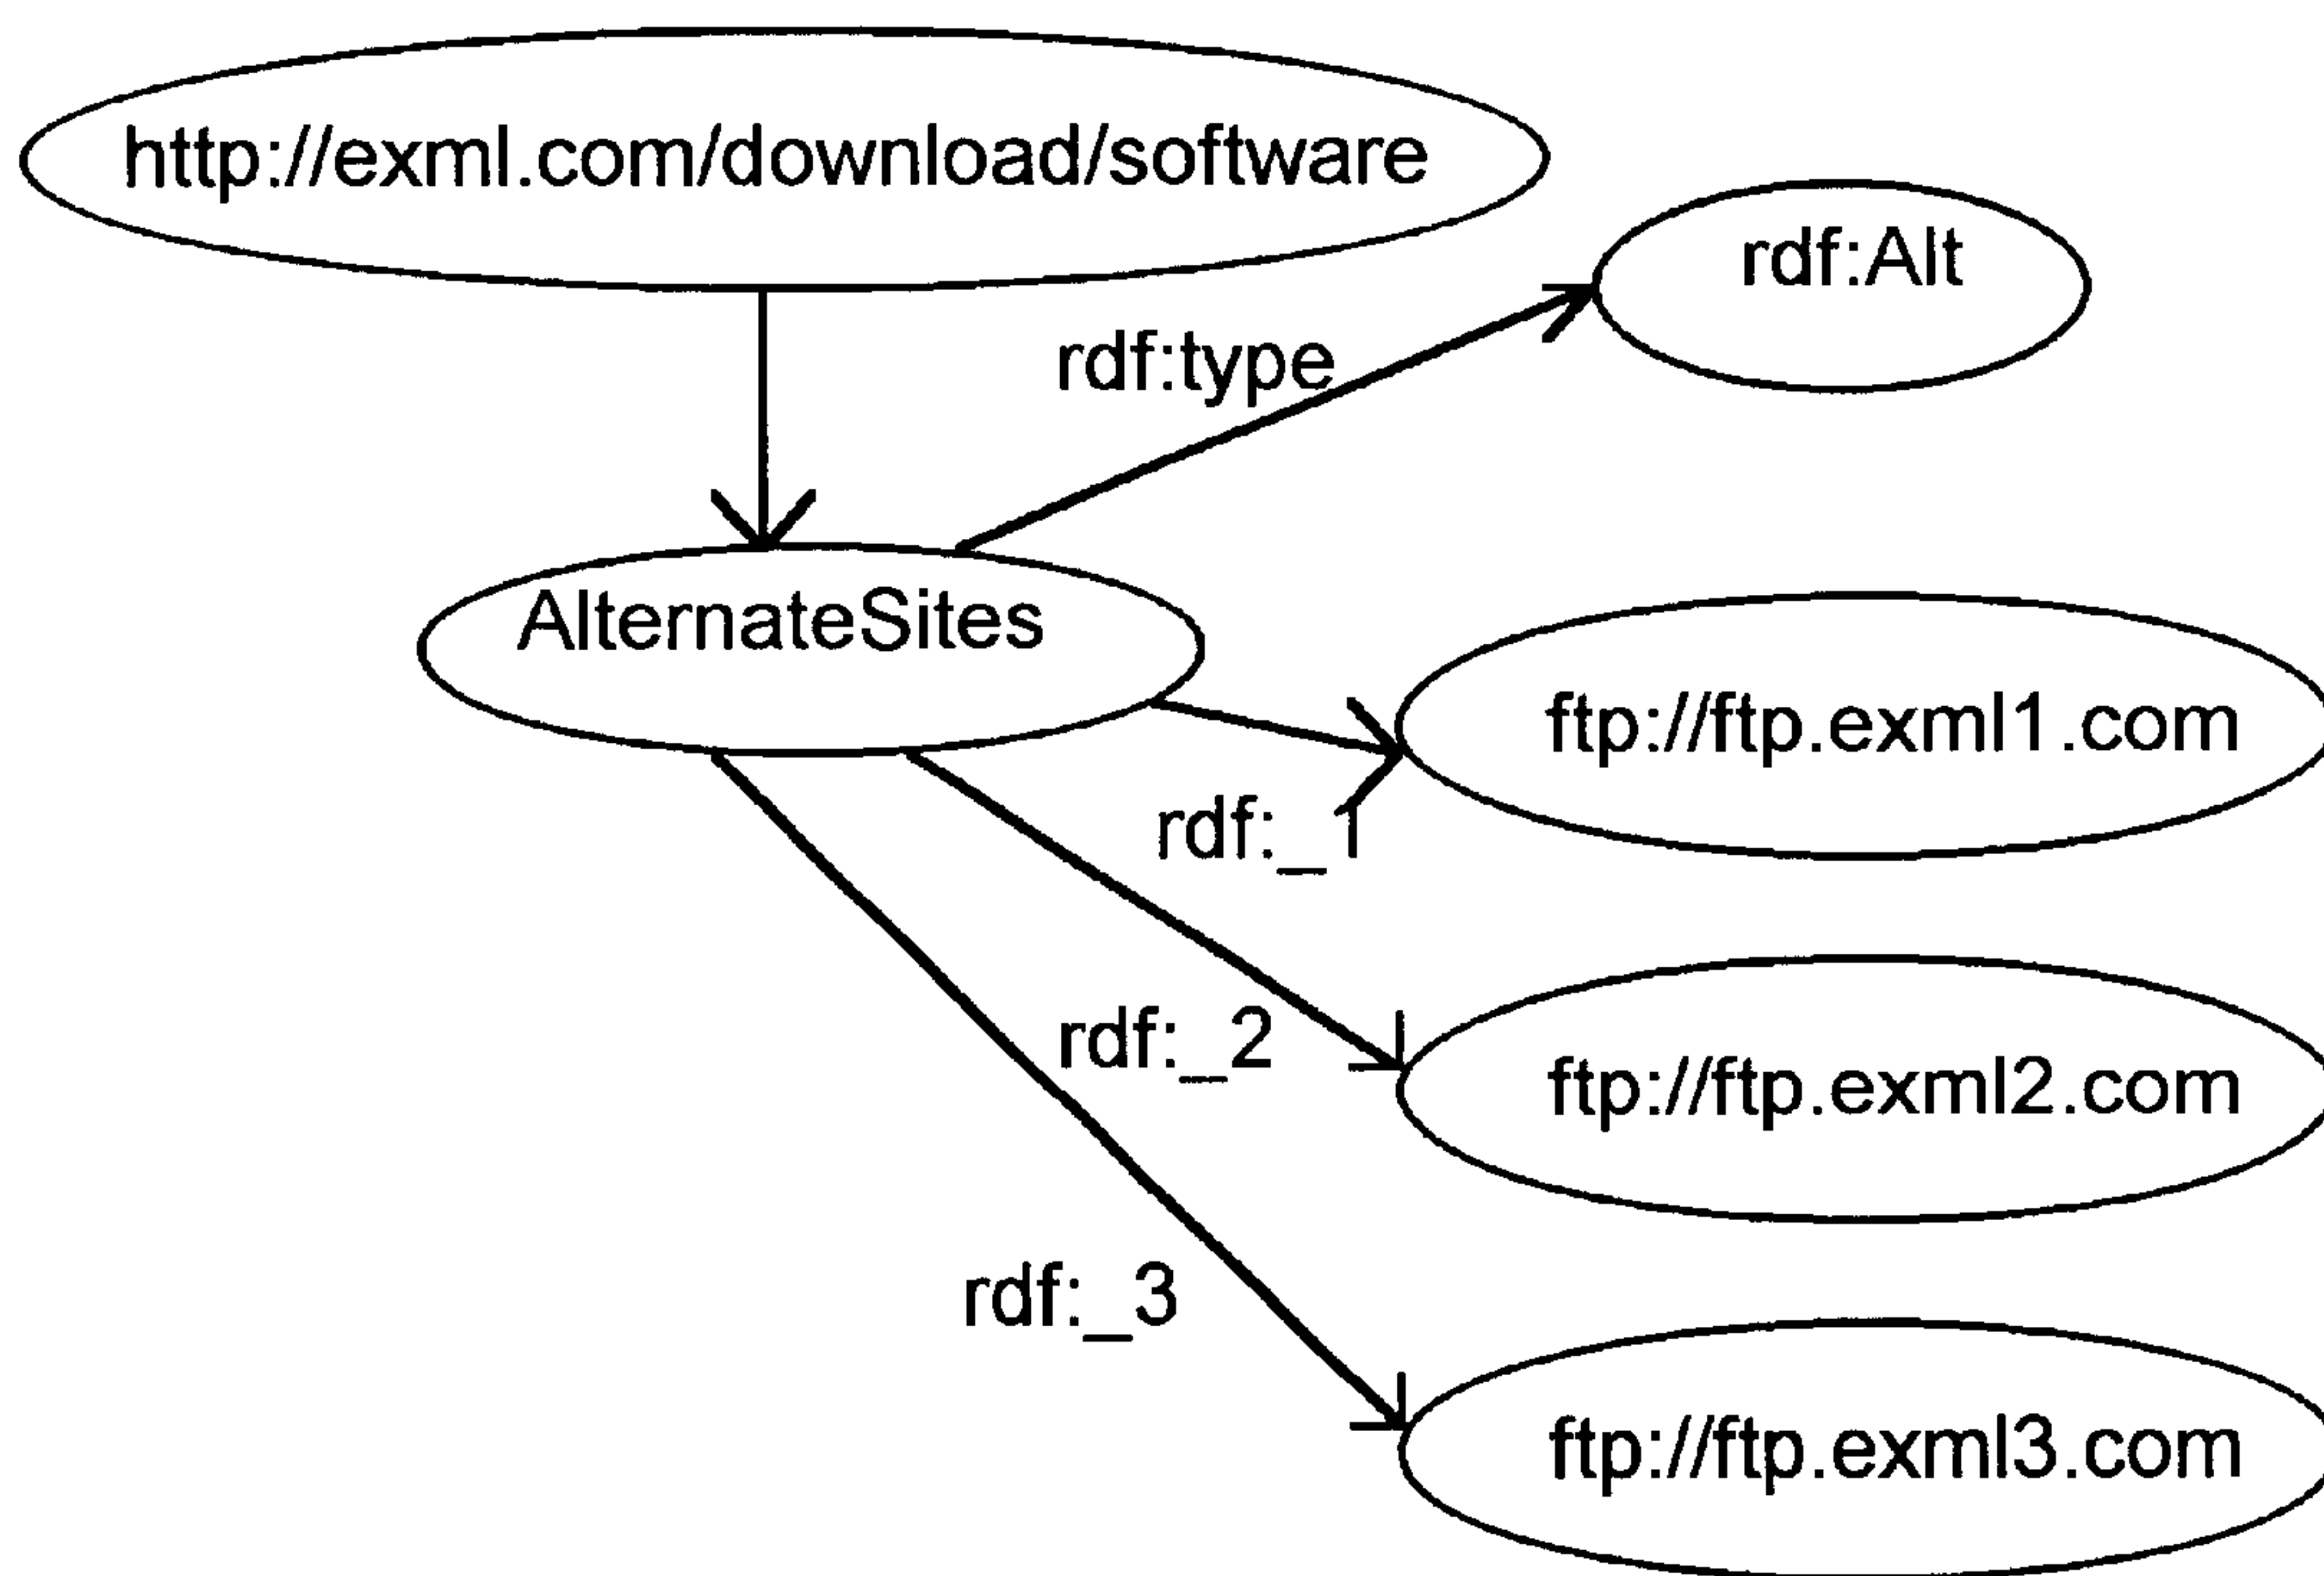 http://exml.com/download/software
rdf:Alt
rdf:type
AlternateSites
ftp://ftp.exml1.com
rdf:_1
rdf:_2
ftp://ftp.exml2.com
rdf:_3
ftp://ftp.exml3.com